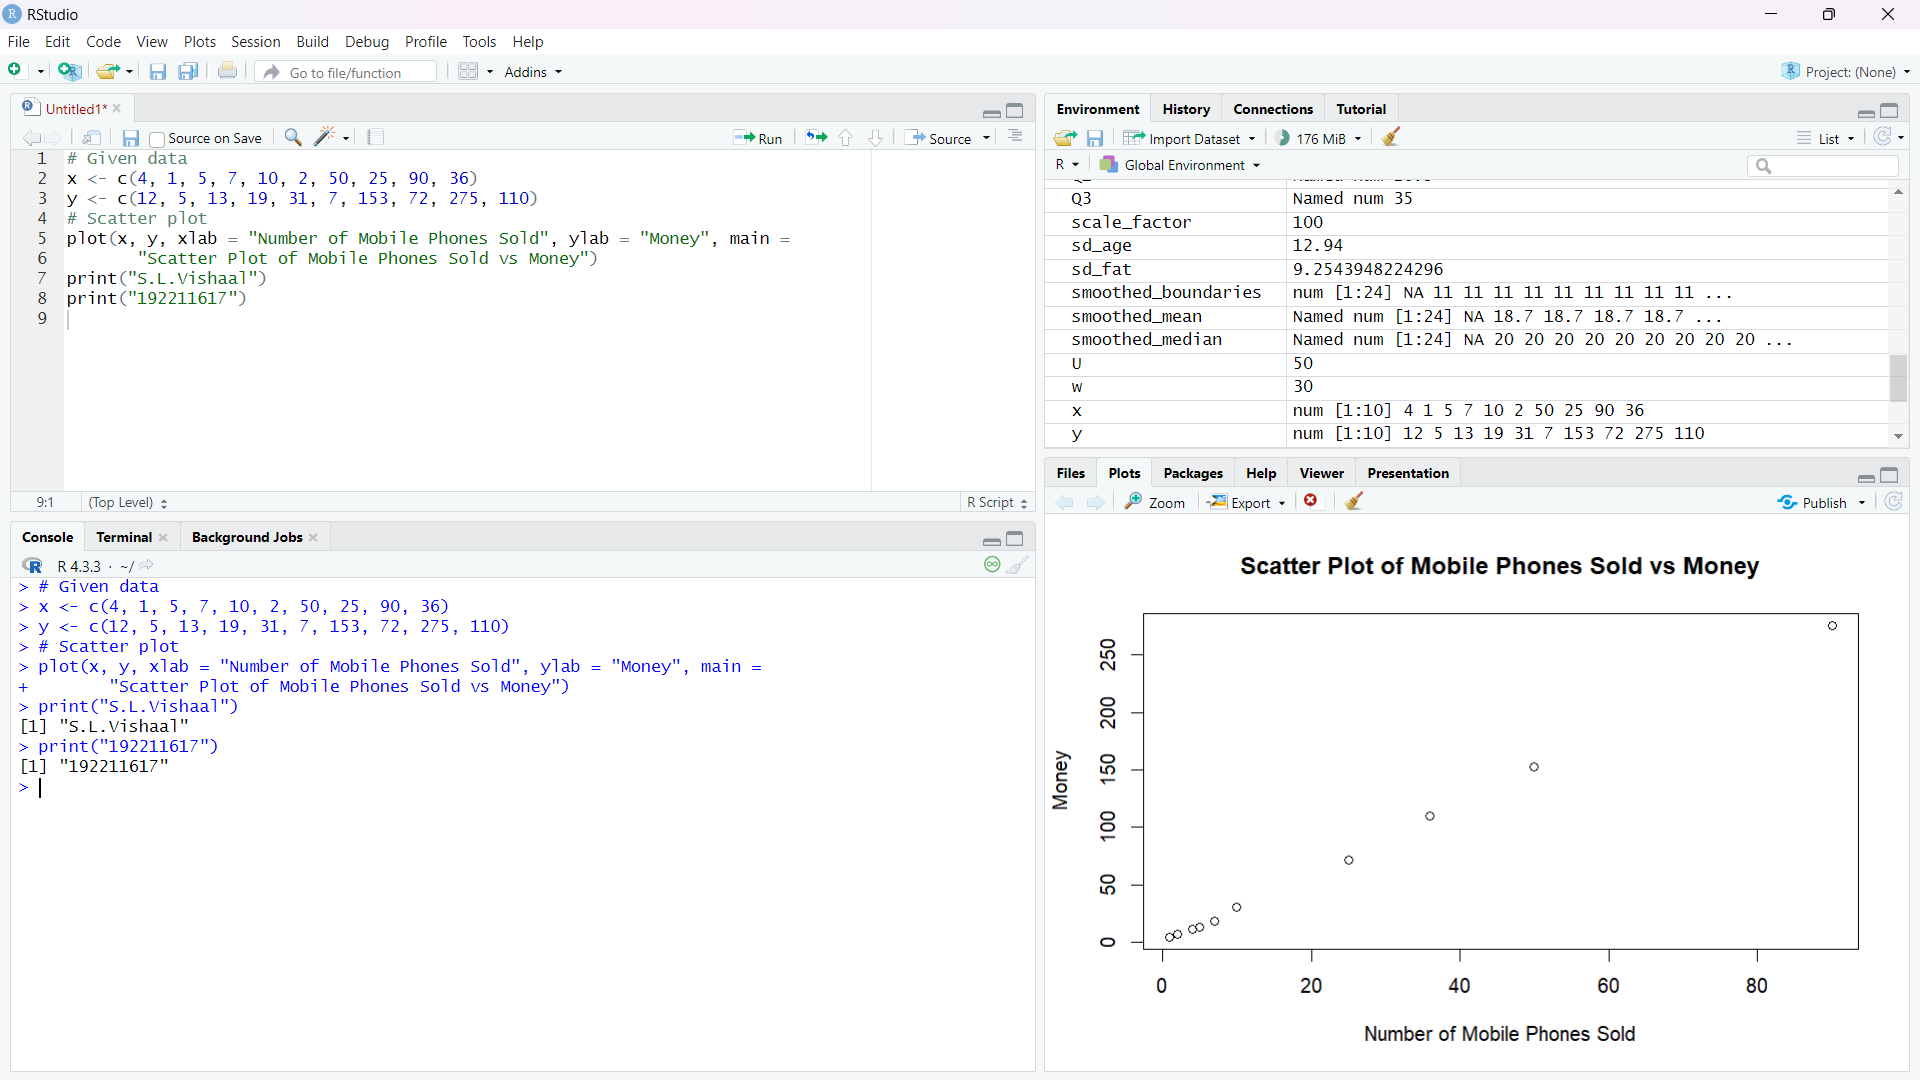 RStudio
File Edit Code View Plots Session Build Debug Profile Tools Help
Go to file/function Addins Project: (None)
Untitled1*
Source on Save Run Source
1 # Given data
2 x <- c(4, 1, 5, 7, 10, 2, 50, 25, 90, 36)
3 y <- c(12, 5, 13, 19, 31, 7, 153, 72, 275, 110)
4 # Scatter plot
5 plot(x, y, xlab = "Number of Mobile Phones Sold", ylab = "Money", main =
6 "Scatter Plot of Mobile Phones Sold vs Money")
7 print("S.L.Vishaal")
8 print("192211617")
9
9:1 (Top Level) R Script
Console Terminal Background Jobs
R 4.3.3 · ~/
> # Given data
> x <- c(4, 1, 5, 7, 10, 2, 50, 25, 90, 36)
> y <- c(12, 5, 13, 19, 31, 7, 153, 72, 275, 110)
> # Scatter plot
> plot(x, y, xlab = "Number of Mobile Phones Sold", ylab = "Money", main =
+ "Scatter Plot of Mobile Phones Sold vs Money")
> print("S.L.Vishaal")
[1] "S.L.Vishaal"
> print("192211617")
[1] "192211617"
>
Environment History Connections Tutorial
Import Dataset 176 MiB List
R Global Environment
Q3 Named num 35
scale_factor 100
sd_age 12.94
sd_fat 9.2543948224296
smoothed_boundaries num [1:24] NA 11 11 11 11 11 11 11 11 11 ...
smoothed_mean Named num [1:24] NA 18.7 18.7 18.7 18.7 ...
smoothed_median Named num [1:24] NA 20 20 20 20 20 20 20 20 20 ...
U 50
w 30
x num [1:10] 4 1 5 7 10 2 50 25 90 36
y num [1:10] 12 5 13 19 31 7 153 72 275 110
Files Plots Packages Help Viewer Presentation
Zoom Export Publish
Scatter Plot of Mobile Phones Sold vs Money
Money
250
200
150
100
50
0
0 20 40 60 80
Number of Mobile Phones Sold